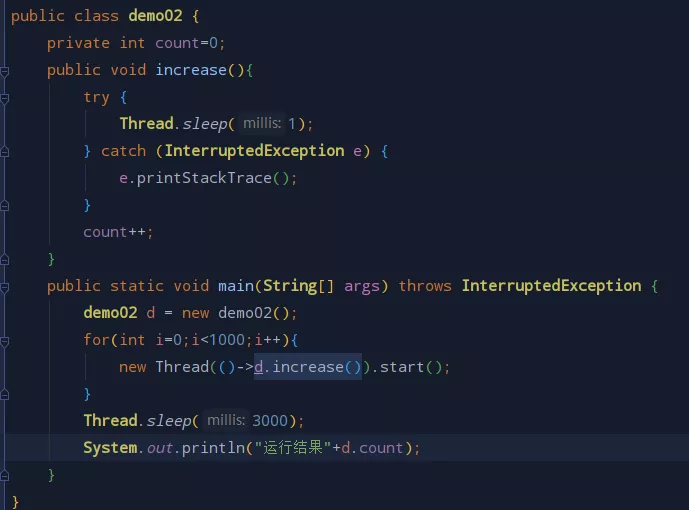 public class demo02 {
private int count=0;
public void increase(){
try {
Thread.sleep( millis: 1);
} catch (InterruptedException e) {
e.printStackTrace();
}
count++;
}
public static void main(String[] args) throws InterruptedException {
demo02 d = new demo02();
for(int i=0;i<1000;i++){
new Thread(()->d.increase()).start();
}
Thread.sleep( millis: 3000);
System.out.println("运行结果"+d.count);
}
}